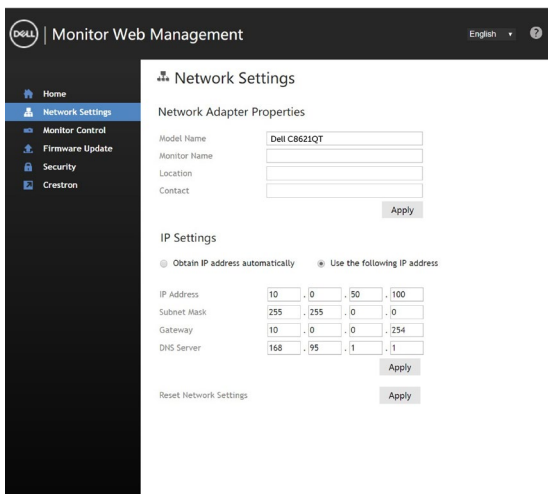 DELL | Monitor Web Management
English
?
Home
Network Settings
Monitor Control
Firmware Update
Security
Crestron
Network Settings
Network Adapter Properties
Model Name Dell C8621QT
Monitor Name
Location
Contact
Apply
IP Settings
Obtain IP address automatically Use the following IP address
IP Address 10 . 0 . 50 . 100
Subnet Mask 255 . 255 . 0 . 0
Gateway 10 . 0 . 0 . 254
DNS Server 168 . 95 . 1 . 1
Apply
Reset Network Settings Apply